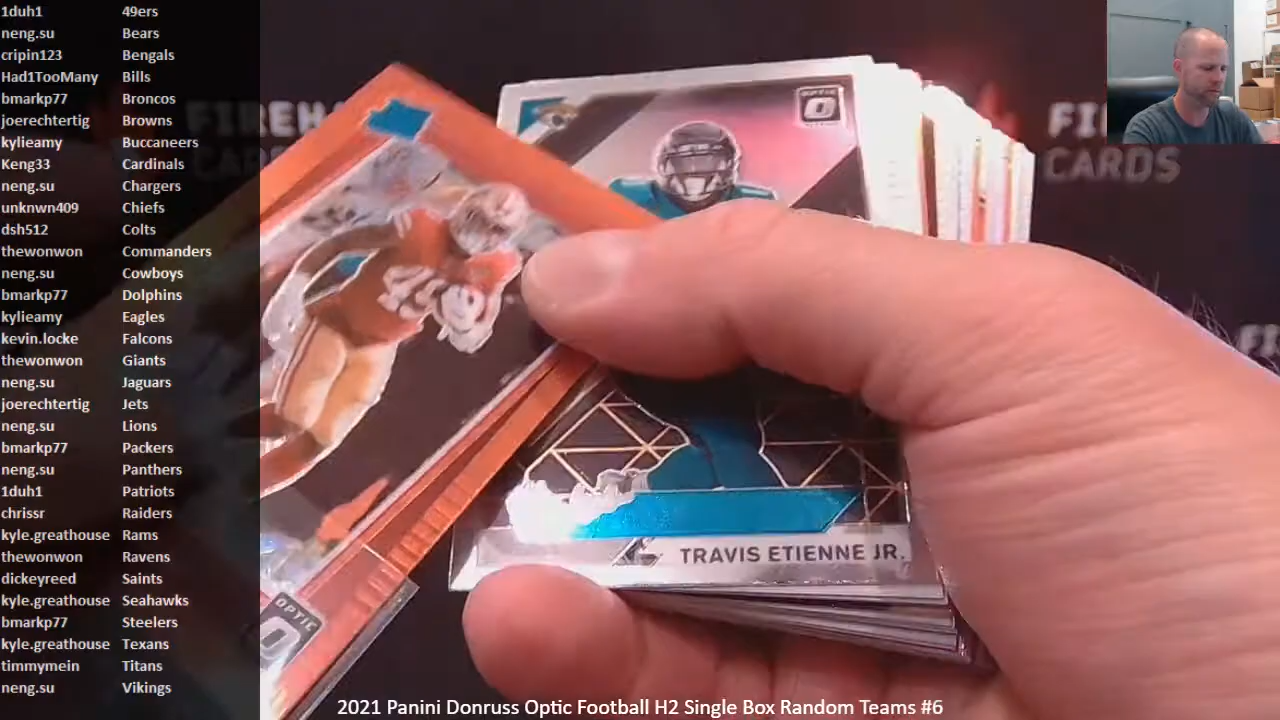 1duh1 49ers
neng.su Bears
cripin123 Bengals
Had1TooMany Bills
bmarkp77 Broncos
joerechtertig Browns
kylieamy Buccaneers
Keng33 Cardinals
neng.su Chargers
unknwn409 Chiefs
dsh512 Colts
thewonwon Commanders
neng.su Cowboys
bmarkp77 Dolphins
kylieamy Eagles
kevin.locke Falcons
thewonwon Giants
neng.su Jaguars
joerechtertig Jets
neng.su Lions
bmarkp77 Packers
neng.su Panthers
1duh1 Patriots
chrissr Raiders
kyle.greathouse Rams
thewonwon Ravens
dickeyreed Saints
kyle.greathouse Seahawks
bmarkp77 Steelers
kyle.greathouse Texans
timmymein Titans
neng.su Vikings
OPTIC
CARDS
TRAVIS ETIENNE JR.
OPTIC
2021 Panini Donruss Optic Football H2 Single Box Random Teams #6